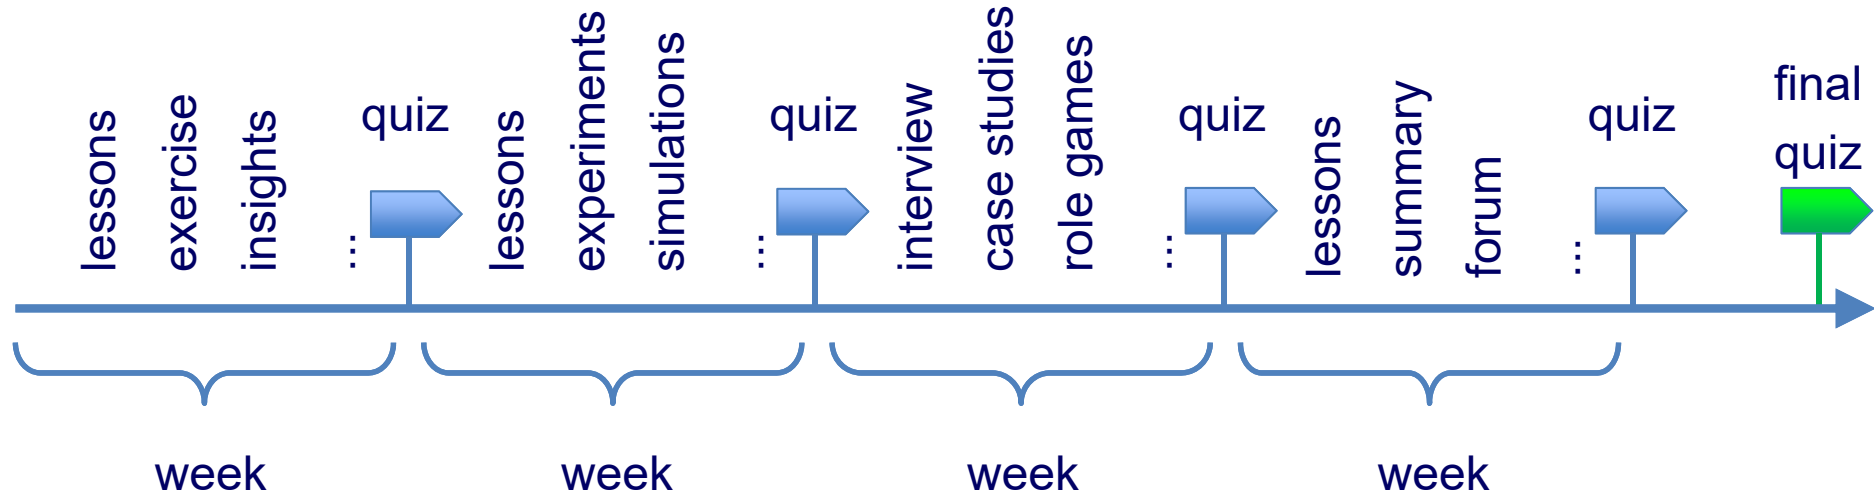 lessons
exercise
insights
...
quiz
lessons
experiments
simulations
...
quiz
interview
case studies
role games
...
quiz
lessons
summary
forum
...
quiz
final
quiz
week
week
week
week